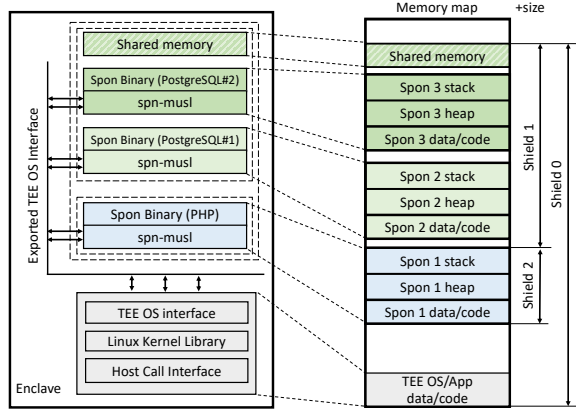 Memory map
+size
Shared memory
Spon Binary (PostgreSQL#2)
spn-musl
Spon Binary (PostgreSQL#1)
spn-musl
Spon Binary (PHP)
spn-musl
Exported TEE OS Interface
TEE OS interface
Linux Kernel Library
Host Call Interface
Enclave
Shared memory
Spon 3 stack
Spon 3 heap
Spon 3 data/code
Spon 2 stack
Spon 2 heap
Spon 2 data/code
Spon 1 stack
Spon 1 heap
Spon 1 data/code
TEE OS/App
data/code
Shield 1
Shield 2
Shield 0